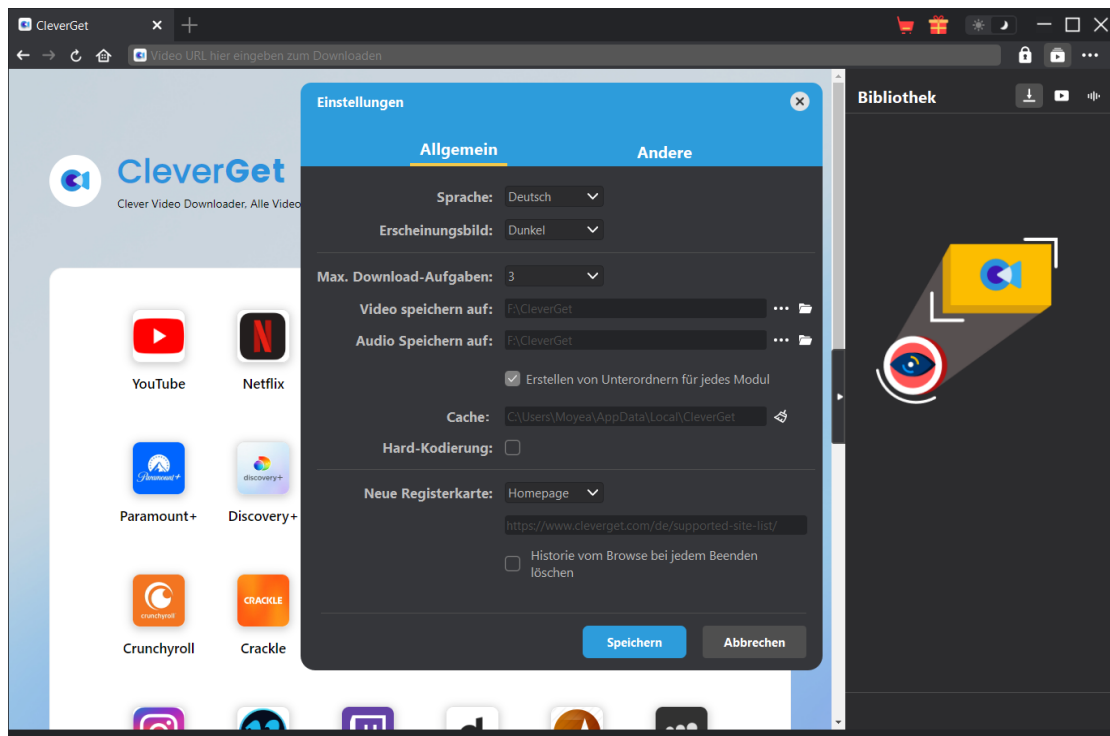 CleverGet
Video URL hier eingeben zum Downloaden
Einstellungen
Allgemein
Andere
Sprache: Deutsch
Erscheinungsbild: Dunkel
Max. Download-Aufgaben: 3
Video speichern auf: F:\CleverGet
Audio Speichern auf: F:\CleverGet
Erstellen von Unterordnern für jedes Modul
Cache: C:\Users\Moyea\AppData\Local\CleverGet
Hard-Kodierung:
Neue Registerkarte: Homepage
https://www.cleverget.com/de/supported-site-list/
Historie vom Browse bei jedem Beenden
löschen
Speichern
Abbrechen
Bibliothek
CleverGet
Clever Video Downloader, Alle Video
YouTube
Netflix
Paramount+
discovery+
Paramount+
Discovery+
crunchyroll
CRACKLE
Crunchyroll
Crackle